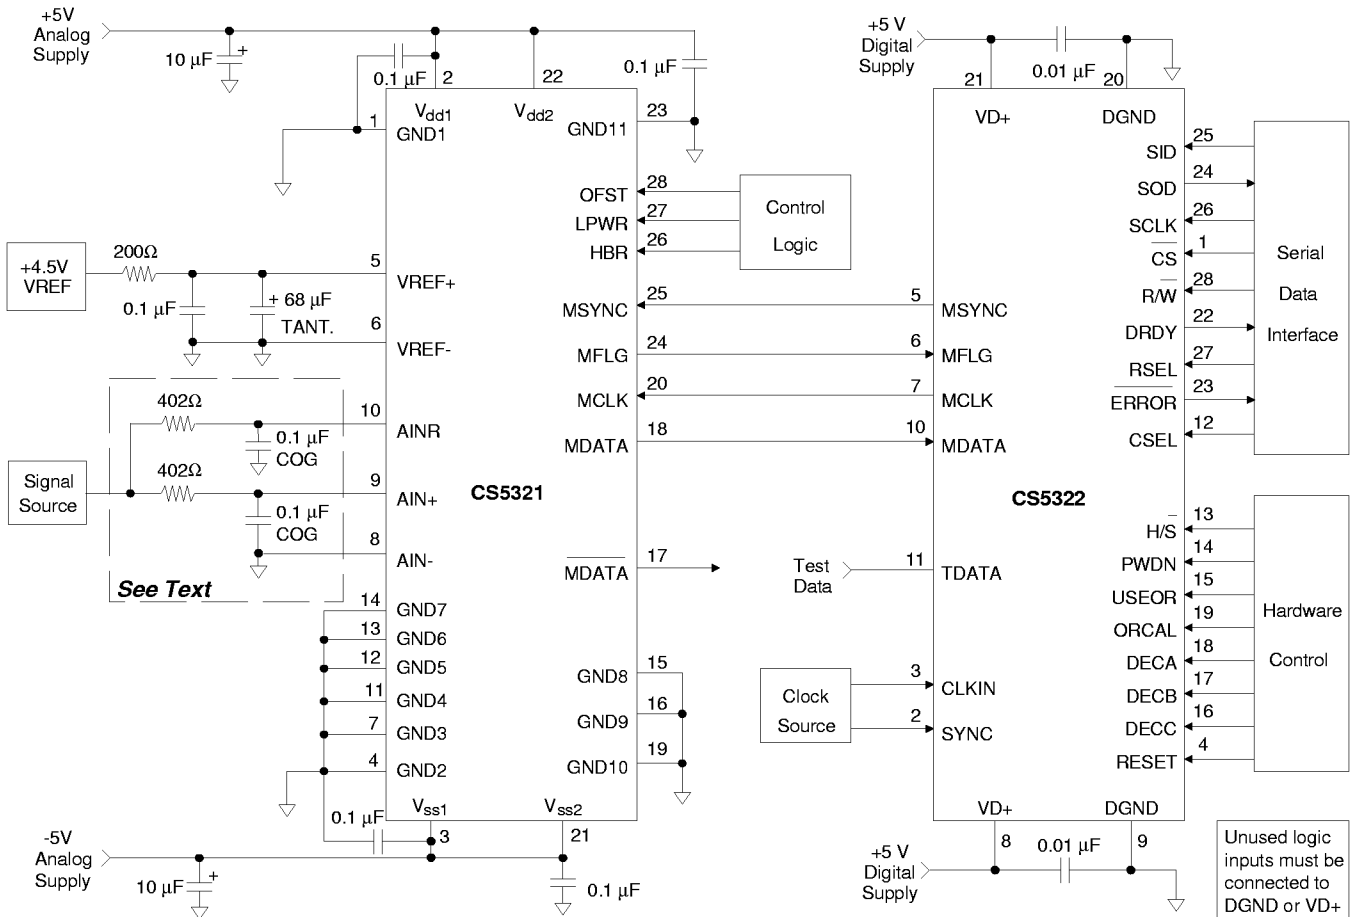 +5V
Analog
Supply
10 µF
+
0.1 µF
2
22
0.1 µF
+5 V
Digital
Supply
21
0.01 µF
20
Vdd1
Vdd2
1
GND1
GND11
23
VD+
DGND
OFST
28
LPWR
27
HBR
26
Control
Logic
SID
25
SOD
24
SCLK
26
CS
1
R/W
28
DRDY
22
RSEL
27
ERROR
23
CSEL
12
Serial
Data
Interface
+4.5V
VREF
200Ω
5
VREF+
0.1 µF
+ 68 µF
TANT.
6
VREF-
MSYNC
25
5
MSYNC
MFLG
24
6
MFLG
MCLK
20
7
MCLK
MDATA
18
10
MDATA
402Ω
10
AINR
0.1 µF
COG
Signal
Source
402Ω
9
AIN+
0.1 µF
COG
8
AIN-
See Text
CS5321
CS5322
MDATA
17
Test
Data
11
TDATA
H/S
13
PWDN
14
USEOR
15
ORCAL
19
DECA
18
DECB
17
DECC
16
RESET
4
Hardware
Control
14
GND7
13
GND6
12
GND5
11
GND4
7
GND3
4
GND2
GND8
15
GND9
16
GND10
19
Clock
Source
3
CLKIN
2
SYNC
Vss1
Vss2
0.1 µF
3
21
-5V
Analog
Supply
10 µF
+
0.1 µF
VD+
DGND
+5 V
Digital
Supply
8
0.01 µF
9
Unused logic
inputs must be
connected to
DGND or VD+